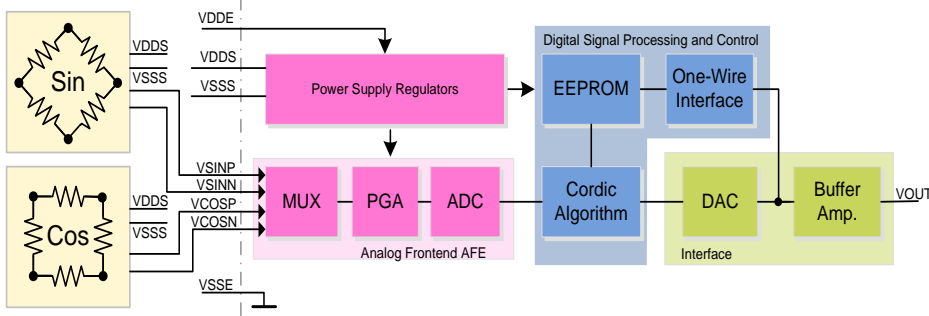 Sin
VDDS
VSSS
Cos
VDDS
VSSS
VDDE
VDDS
VSSS
VSINP
VSINN
VCOSP
VCOSN
VSSE
Power Supply Regulators
MUX
PGA
ADC
Analog Frontend AFE
Digital Signal Processing and Control
EEPROM
One-Wire
Interface
Cordic
Algorithm
DAC
Buffer
Amp.
Interface
VOUT